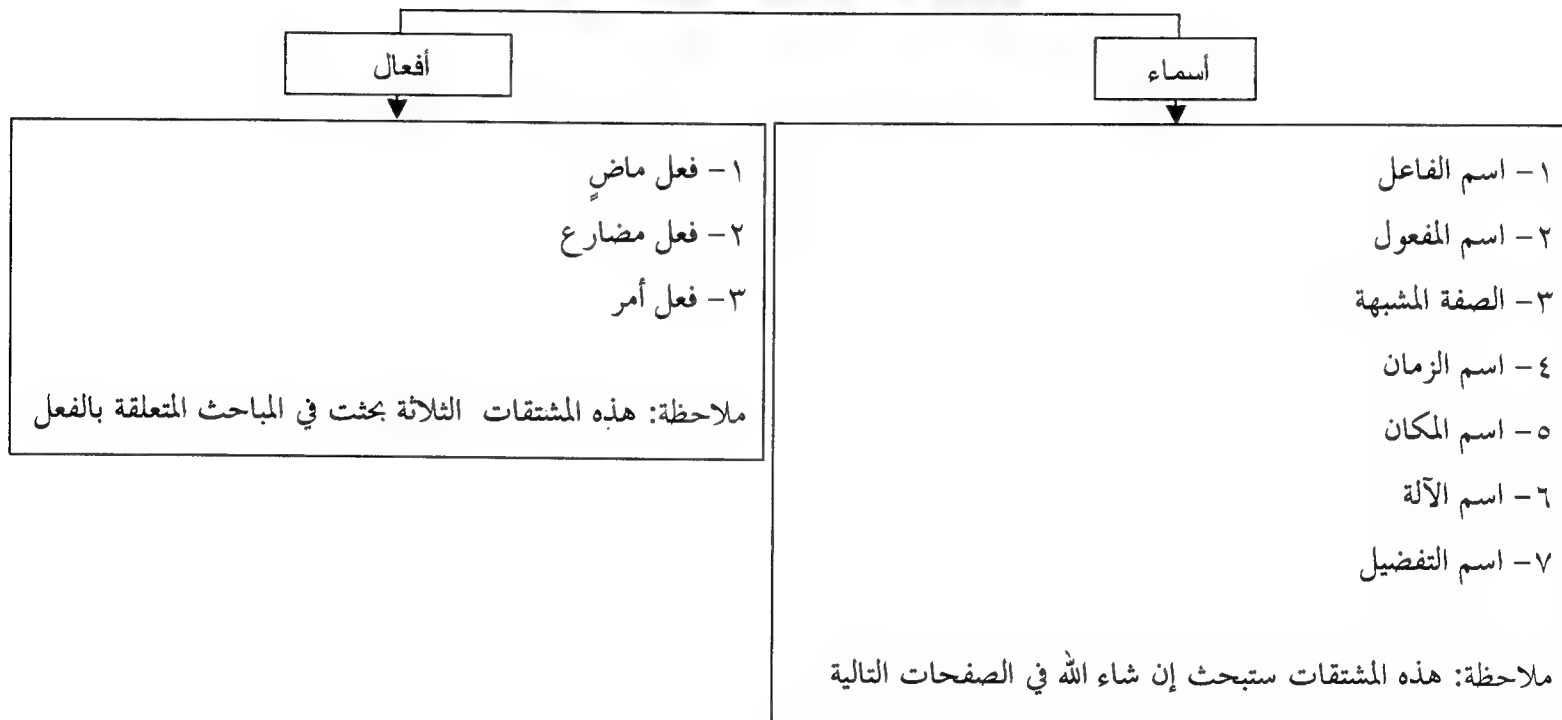 أسماء
١- اسم الفاعل
٢- اسم المفعول
٣- الصفة المشبهة
٤- اسم الزمان
٥- اسم المكان
٦- اسم الآلة
٧- اسم التفضيل
ملاحظة: هذه المشتقات ستبحث إن شاء الله في الصفحات التالية
أفعال
١- فعل ماضٍ
٢- فعل مضارع
٣- فعل أمر
ملاحظة: هذه المشتقات الثلاثة بحثت في المباحث المتعلقة بالفعل